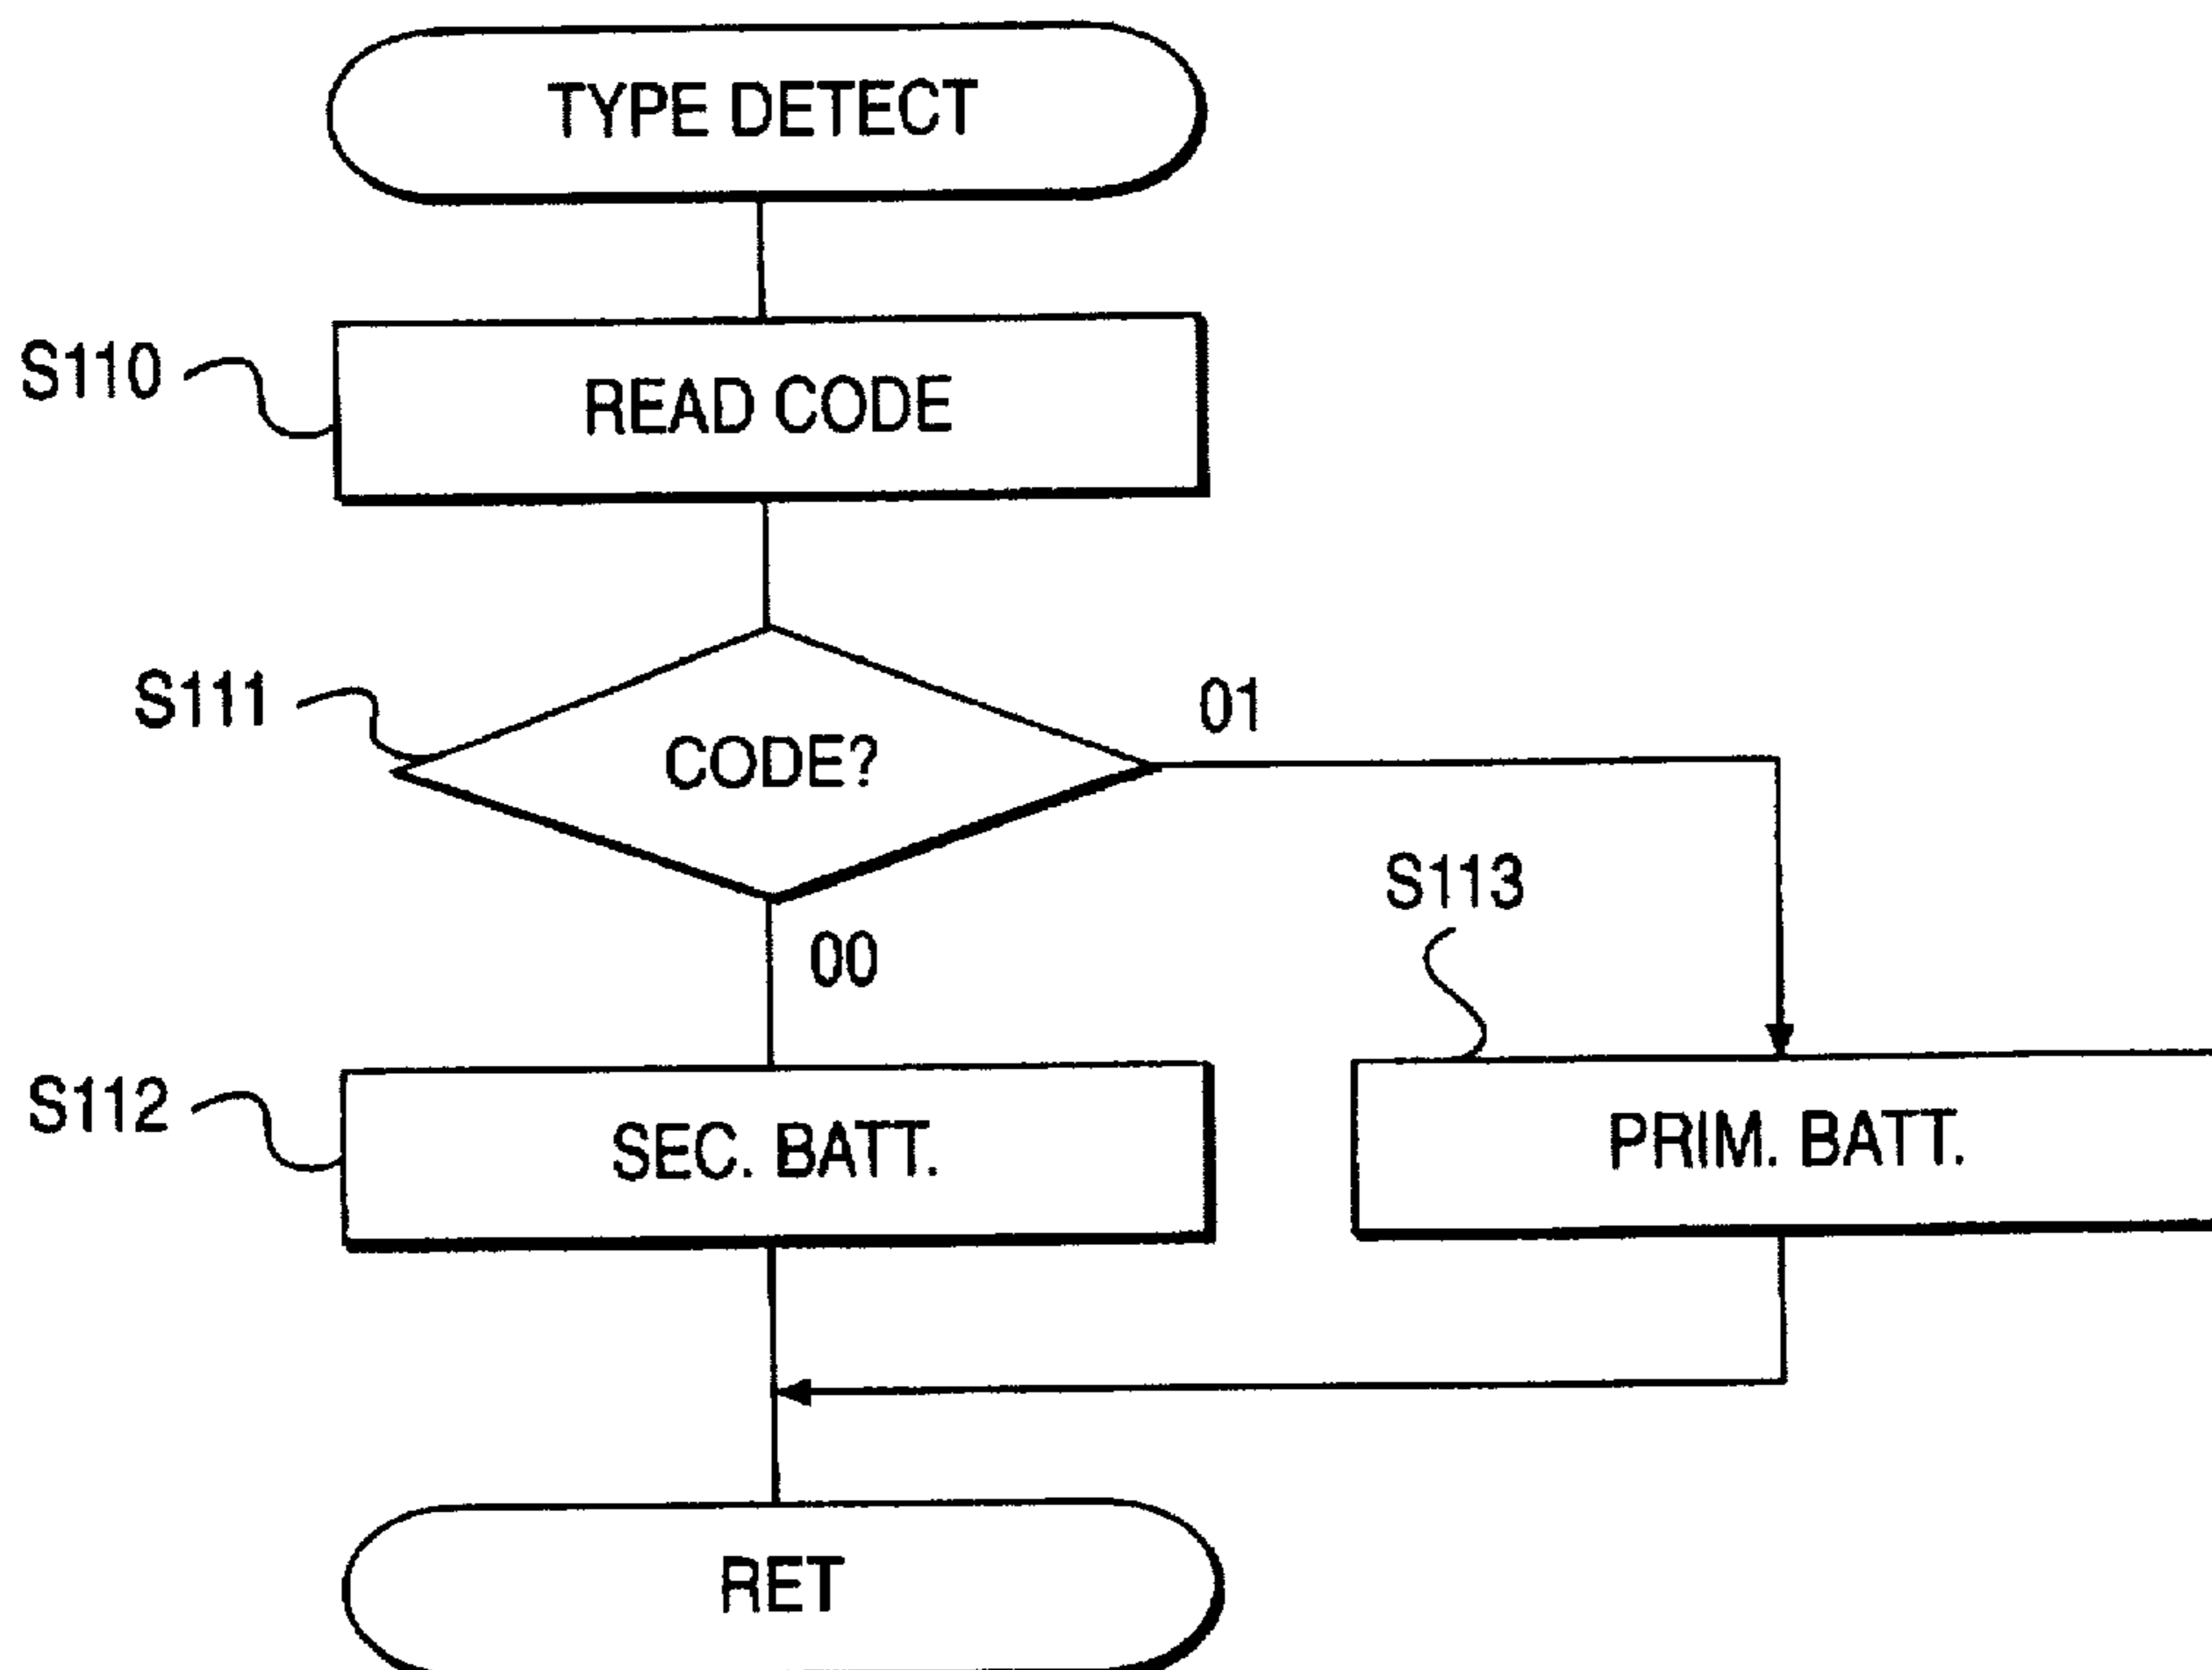 TYPE DETECT
S110
READ CODE
S111
CODE?
01
00
S113
S112
SEC. BATT.
PRIM. BATT.
RET